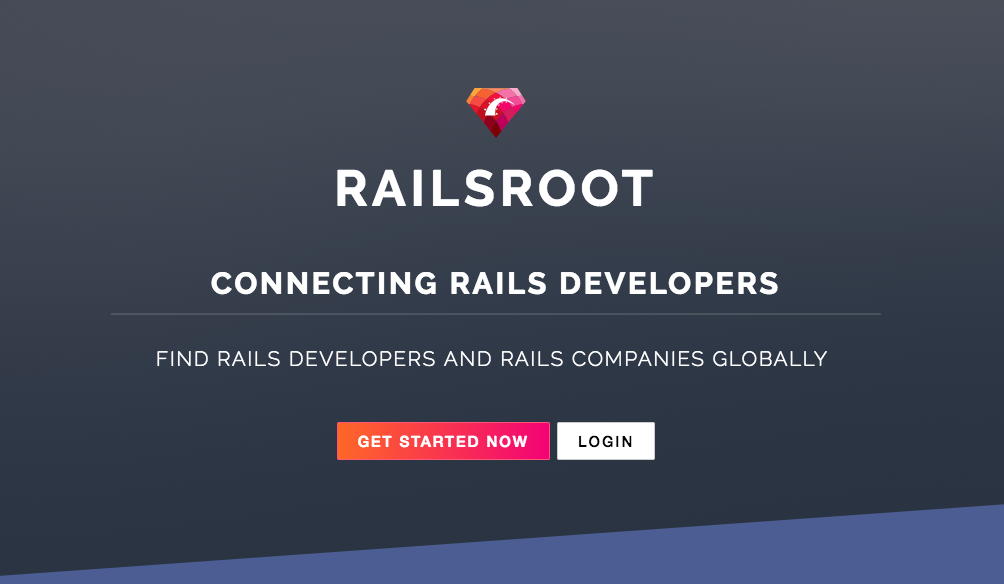 RAILSROOT
CONNECTING RAILS DEVELOPERS
FIND RAILS DEVELOPERS AND RAILS COMPANIES GLOBALLY
GET STARTED NOW
LOGIN